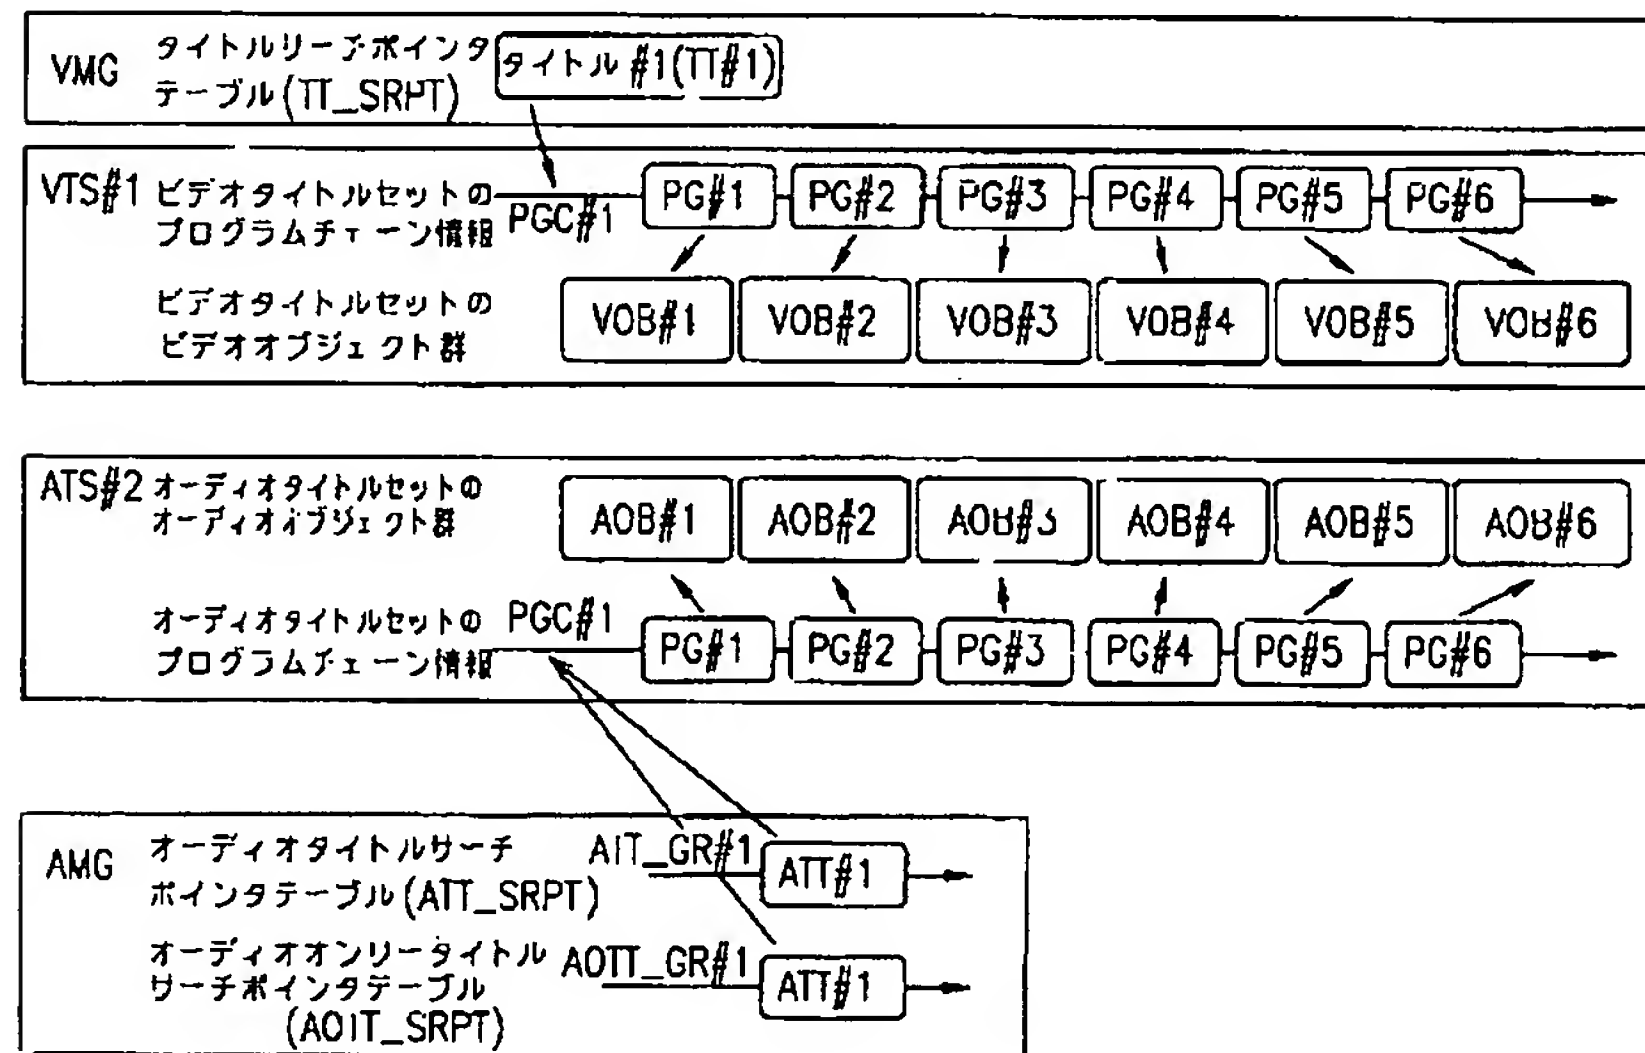 VMG
タイトルサーチポインタ
テーブル(TT_SRPT)
タイトル #1(TT#1)
VTS#1
ビデオタイトルセットの
プログラムチェーン情報
PGC#1
PG#1
PG#2
PG#3
PG#4
PG#5
PG#6
ビデオタイトルセットの
ビデオオブジェクト群
VOB#1
VOB#2
VOB#3
VOB#4
VOB#5
VOB#6
ATS#2
オーディオタイトルセットの
オーディオオブジェクト群
AOB#1
AOB#2
AOB#3
AOB#4
AOB#5
AOB#6
オーディオタイトルセットの
プログラムチェーン情報
PGC#1
PG#1
PG#2
PG#3
PG#4
PG#5
PG#6
AMG
オーディオタイトルサーチ
ポインタテーブル(ATT_SRPT)
ATT_GR#1
ATT#1
オーディオオンリータイトル
サーチポインタテーブル
(AOTT_SRPT)
AOTT_GR#1
ATT#1